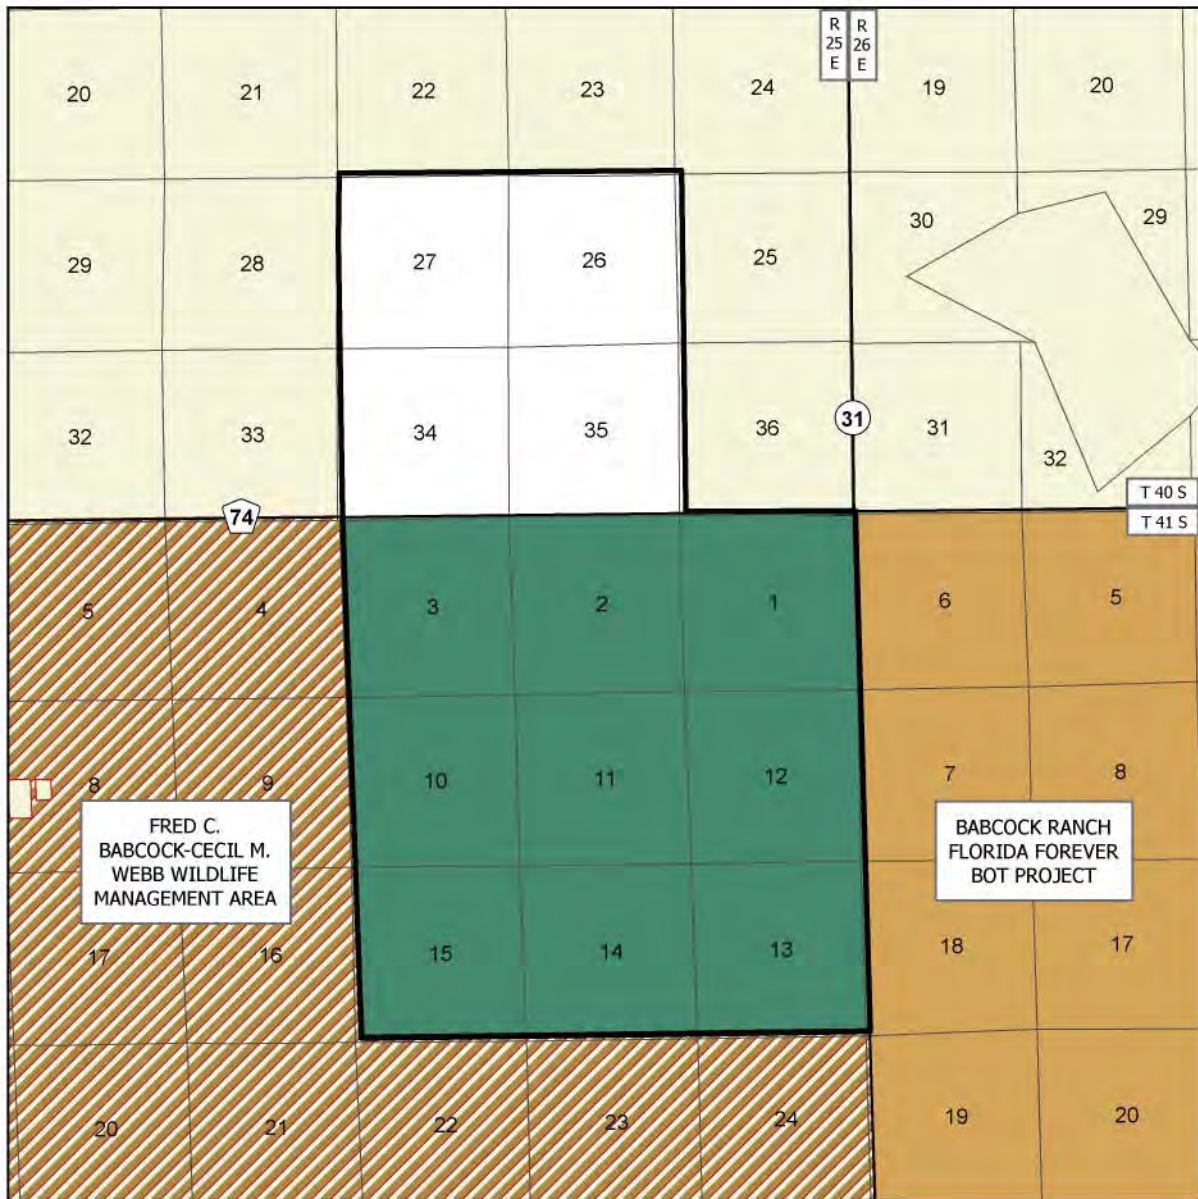 R
25
E
R
26
E
20 21 22 23 24 19 20
29 28 27 26 25 30 29
32 33 34 35 36 31 31 32
T 40 S
T 41 S
74
5 4 3 2 1 6 5
8 9 10 11 12 7 8
FRED C.
BABCOCK-CECIL M.
WEBB WILDLIFE
MANAGEMENT AREA
BABCOCK RANCH
FLORIDA FOREVER
BOT PROJECT
17 16 15 14 13 18 17
20 21 22 23 24 19 20